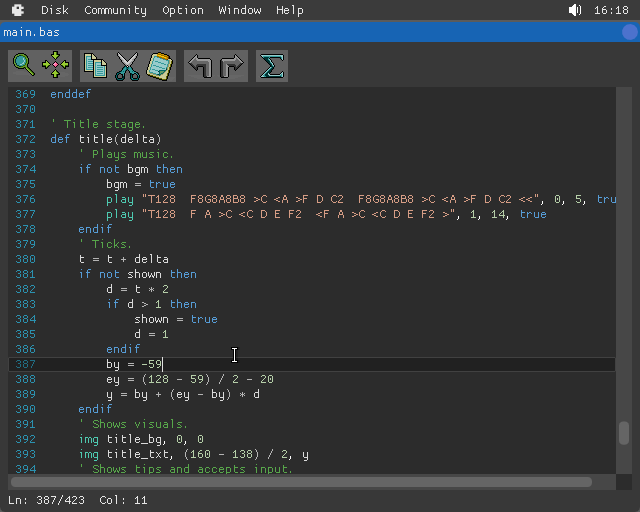 Disk Community Option Window Help 16:18
main.bas
369 enddef
370
371 ' Title stage.
372 def title(delta)
373 ' Plays music.
374 if not bgm then
375 bgm = true
376 play "T128  F8G8A8B8 >C <A >F D C2  F8G8A8B8 >C <A >F D C2 <<", 0, 5, tru
377 play "T128  F A >C <C D E F2  <F A >C <C D E F2 >", 1, 14, true
378 endif
379 ' Ticks.
380 t = t + delta
381 if not shown then
382 d = t * 2
383 if d > 1 then
384 shown = true
385 d = 1
386 endif
387 by = -59
388 ey = (128 - 59) / 2 - 20
389 y = by + (ey - by) * d
390 endif
391 ' Shows visuals.
392 img title_bg, 0, 0
393 img title_txt, (160 - 138) / 2, y
394 ' Shows tips and accepts input.
Ln: 387/423 Col: 11